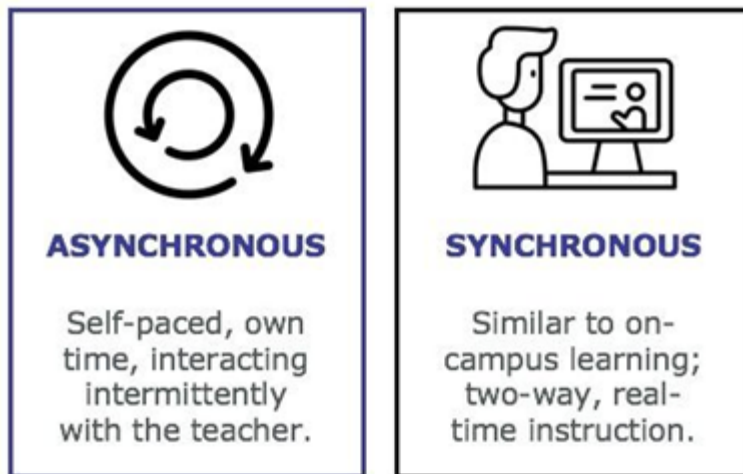 ASYNCHRONOUS
Self-paced, own
time, interacting
intermittently
with the teacher.
SYNCHRONOUS
Similar to on-
campus learning;
two-way, real-
time instruction.